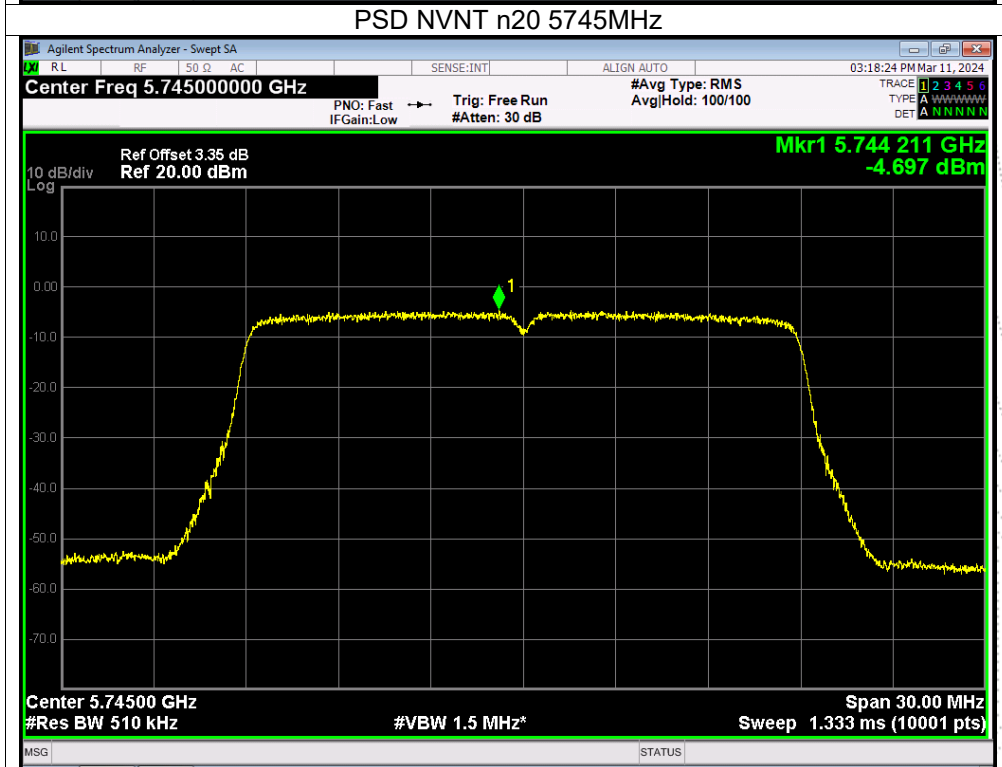 PSD NVNT n20 5745MHz
Agilent Spectrum Analyzer - Swept SA
LXI RL RF 50 Ω AC SENSE:INT ALIGN AUTO 03:18:24 PM Mar 11, 2024
Center Freq 5.745000000 GHz #Avg Type: RMS TRACE 1 2 3 4 5 6
PNO: Fast Trig: Free Run Avg|Hold: 100/100 TYPE A WWWWW
IFGain:Low #Atten: 30 dB DET A N N N N N
Mkr1 5.744 211 GHz
Ref Offset 3.35 dB
10 dB/div Ref 20.00 dBm -4.697 dBm
Log
10.0
0.00
1
-10.0
-20.0
-30.0
-40.0
-50.0
-60.0
-70.0
Center 5.74500 GHz Span 30.00 MHz
#Res BW 510 kHz #VBW 1.5 MHz* Sweep 1.333 ms (10001 pts)
MSG STATUS